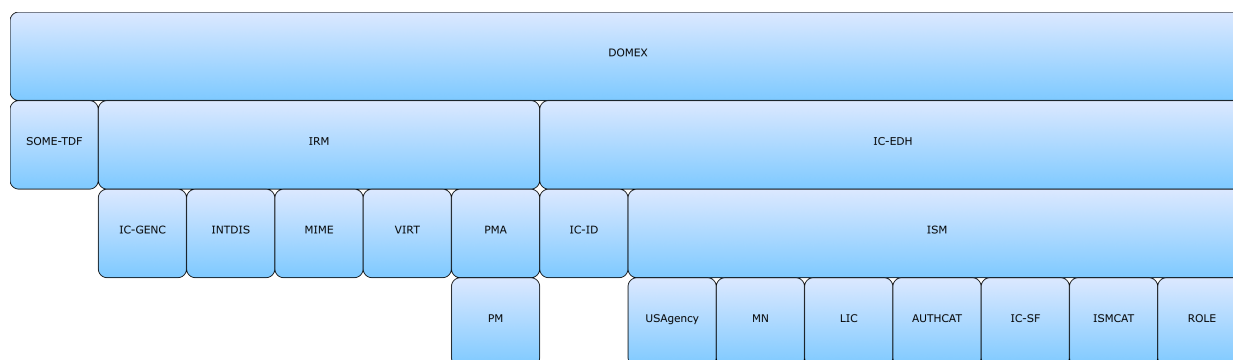 DOMEX
SOME-TDF
IRM
IC-EDH
IC-GENC
INTDIS
MIME
VIRT
PMA
IC-ID
ISM
PM
USAgency
MN
LIC
AUTHCAT
IC-SF
ISMCAT
ROLE